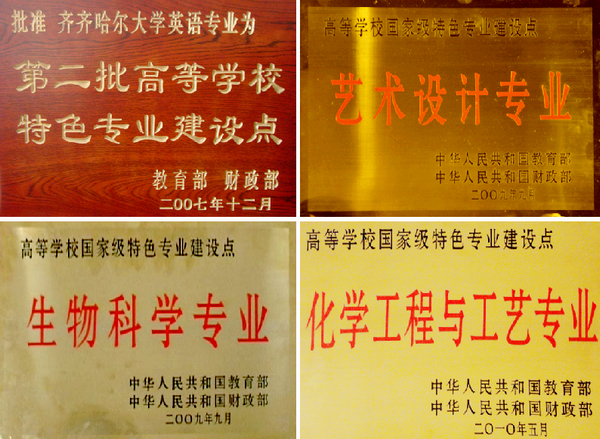 批准 齐齐哈尔大学英语专业为
第二批高等学校
特色专业建设点
教育部 财政部
二〇〇七年十二月
高等学校国家级特色专业建设点
艺术设计专业
中华人民共和国教育部
中华人民共和国财政部
二〇〇九年九月
高等学校国家级特色专业建设点
生物科学专业
中华人民共和国教育部
中华人民共和国财政部
二〇〇九年九月
高等学校国家级特色专业建设点
化学工程与工艺专业
中华人民共和国教育部
中华人民共和国财政部
二〇一〇年五月